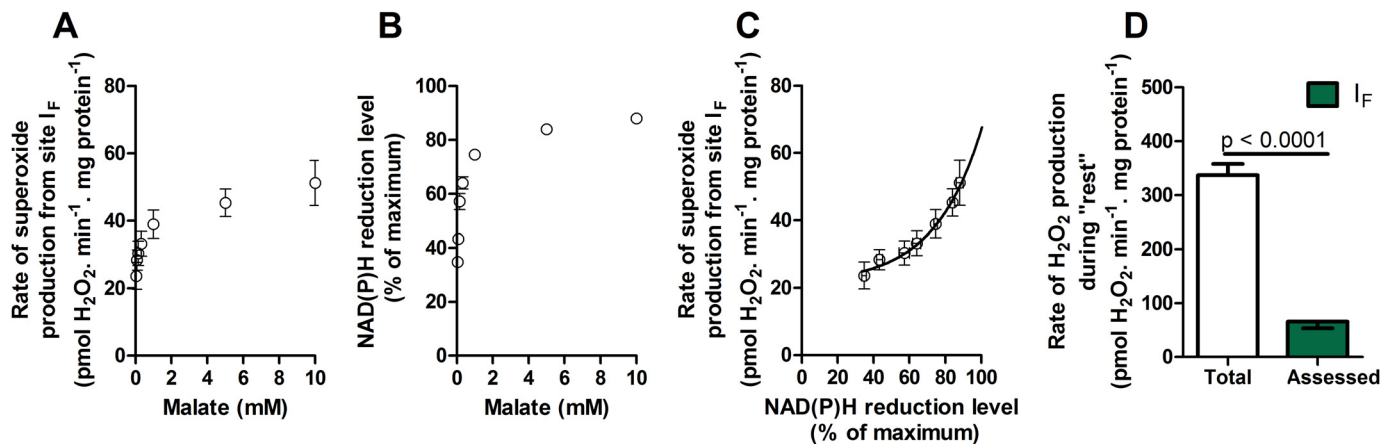 A
Rate of superoxide
production from site I_F
(pmol H₂O₂. min⁻¹. mg protein⁻¹)
80
60
40
20
0
0 2 4 6 8 10
Malate (mM)
B
NAD(P)H reduction level
(% of maximum)
100
80
60
40
20
0
0 2 4 6 8 10
Malate (mM)
C
Rate of superoxide
production from site I_F
(pmol H₂O₂. min⁻¹. mg protein⁻¹)
80
60
40
20
0
0 20 40 60 80 100
NAD(P)H reduction level
(% of maximum)
D
Rate of H₂O₂ production
during "rest"
(pmol H₂O₂. min⁻¹. mg protein⁻¹)
500
400
300
200
100
0
I_F
p < 0.0001
Total Assessed